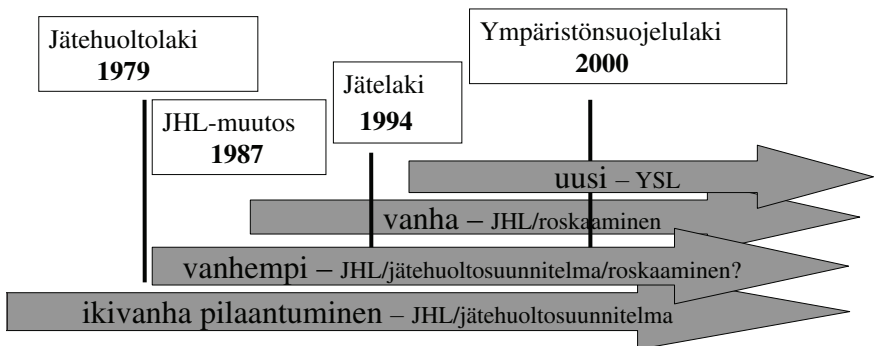 Jätehuoltolaki
1979
JHL-muutos
1987
Jätelaki
1994
Ympäristönsuojelulaki
2000
uusi – YSL
vanha – JHL/roskaaminen
vanhempi – JHL/jätehuoltosuunnitelma/roskaaminen?
ikivanha pilaantuminen – JHL/jätehuoltosuunnitelma